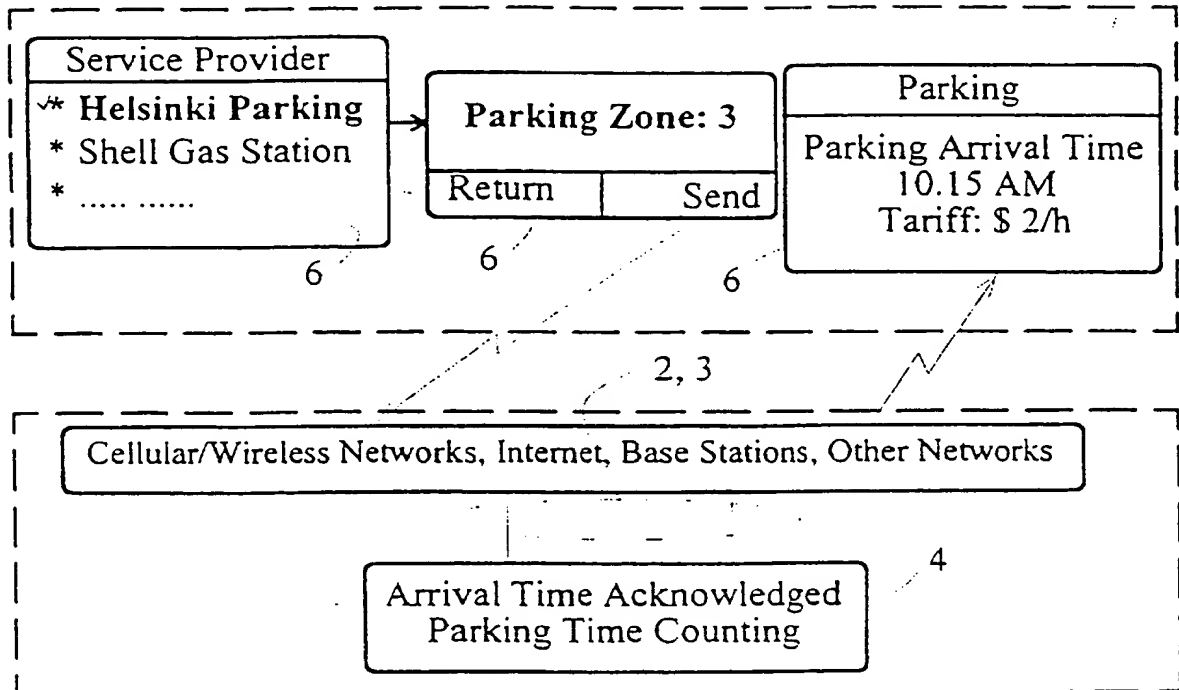 Service Provider
✓* Helsinki Parking
* Shell Gas Station
* ..... ......
Parking Zone: 3
Return Send
Parking
Parking Arrival Time
10.15 AM
Tariff: $ 2/h
6
6
6
2, 3
Cellular/Wireless Networks, Internet, Base Stations, Other Networks
4
Arrival Time Acknowledged
Parking Time Counting